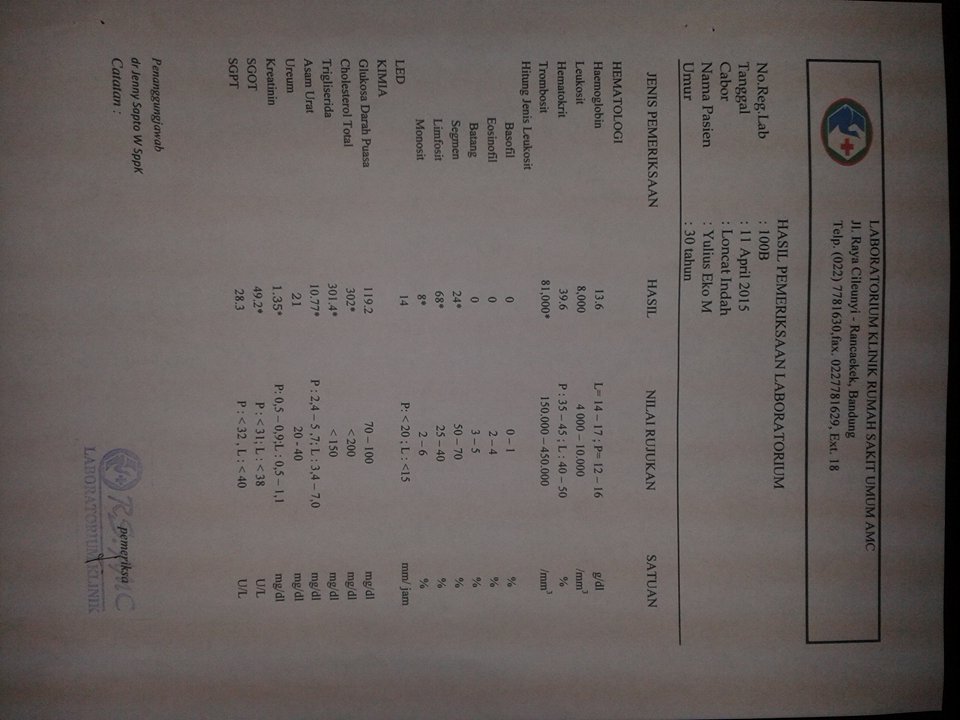 LABORATORIUM KLINIK RUMAH SAKIT UMUM AMC
Jl. Raya Cileunyi - Rancaekek, Bandung
Telp. (022) 7781630,fax. 0227781629, Ext. 18
HASIL PEMERIKSAAN LABORATORIUM
No.Reg.Lab : 100B
Tanggal : 11 April 2015
Cabor : Loncat Indah
Nama Pasien : Yulius Eko M
Umur : 30 tahun
JENIS PEMERIKSAAN HASIL NILAI RUJUKAN SATUAN
HEMATOLOGI
Haemoglobin 13.6 L= 14 – 17 ; P= 12 – 16 g/dl
Leukosit 8,000 4 000 – 10.000 /mm³
Hematokrit 39.6 P : 35 – 45 ; L : 40 – 50 %
Trombosit 81,000* 150.000 – 450.000 /mm³
Hitung Jenis Leukosit
Basofil 0 0 – 1 %
Eosinofil 0 2 – 4 %
Batang 0 3 – 5 %
Segmen 24* 50 – 70 %
Limfosit 68* 25 – 40 %
Monosit 8* 2 – 6 %
LED 14 P: < 20 ; L : <15 mm/ jam
KIMIA
Glukosa Darah Puasa 119.2 70 – 100 mg/dl
Cholesterol Total 302* < 200 mg/dl
Trigliserida 301.4* < 150 mg/dl
Asam Urat 10.77* P : 2,4 – 5 ,7; L : 3,4 – 7,0 mg/dl
Ureum 21 20 - 40 mg/dl
Kreatinin 1.35* P: 0,5 – 0,9;L : 0,5 – 1,1 mg/dl
SGOT 49.2* P : < 31; L : < 38 U/L
SGPT 28.3 P : < 32 , L : < 40 U/L
Penanggungjawab
dr Jenny Sapto W SppK
Catatan :
pemeriksa
RS. AMC
LABORATORIUM KLINIK